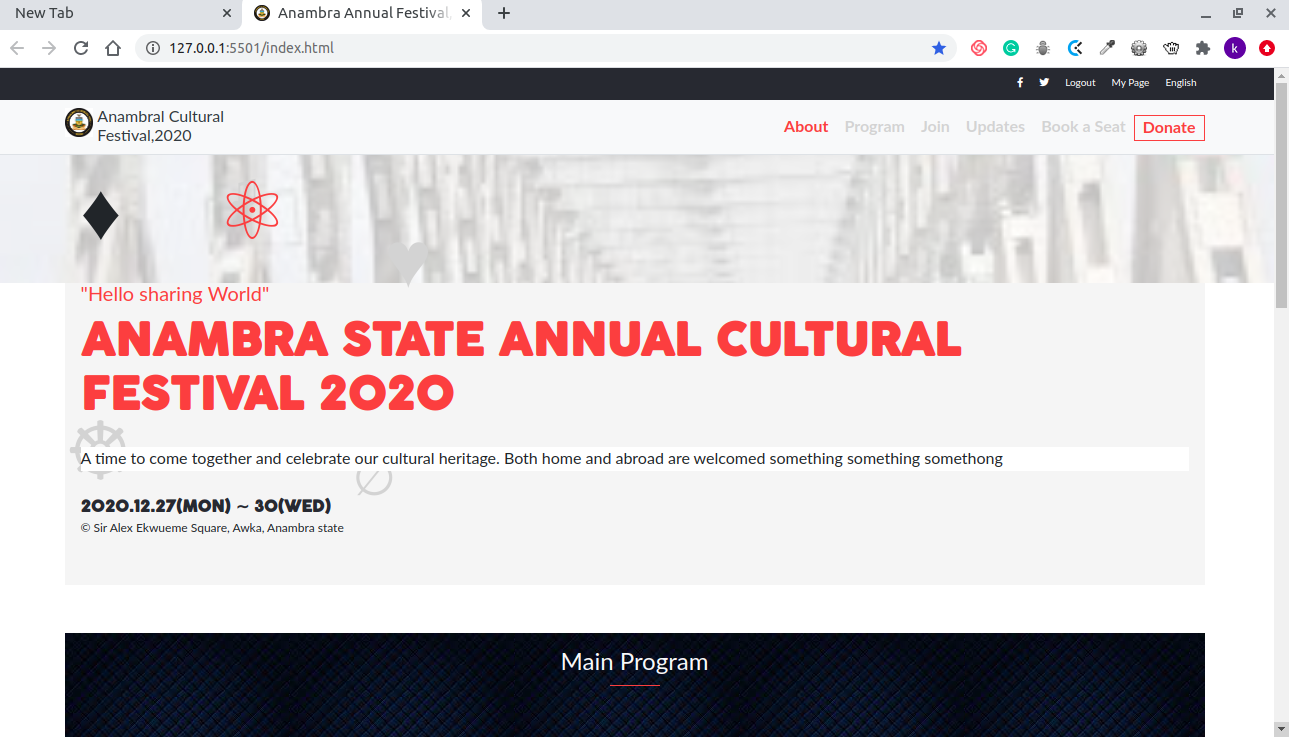 New Tab
Anambra Annual Festival,
127.0.0.1:5501/index.html
k
Logout My Page English
Anambral Cultural
Festival,2020
About Program Join Updates Book a Seat Donate
"Hello sharing World"
ANAMBRA STATE ANNUAL CULTURAL
FESTIVAL 2020
A time to come together and celebrate our cultural heritage. Both home and abroad are welcomed something something somethong
2020.12.27(MON) ~ 30(WED)
© Sir Alex Ekwueme Square, Awka, Anambra state
Main Program